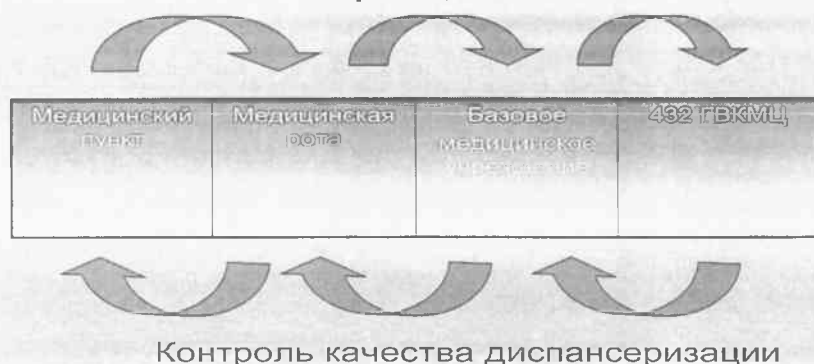 Медицинский
пункт
Медицинская
рота
Базовое
медицинское
учреждение
432 ГВКМЦ
Контроль качества диспансеризации